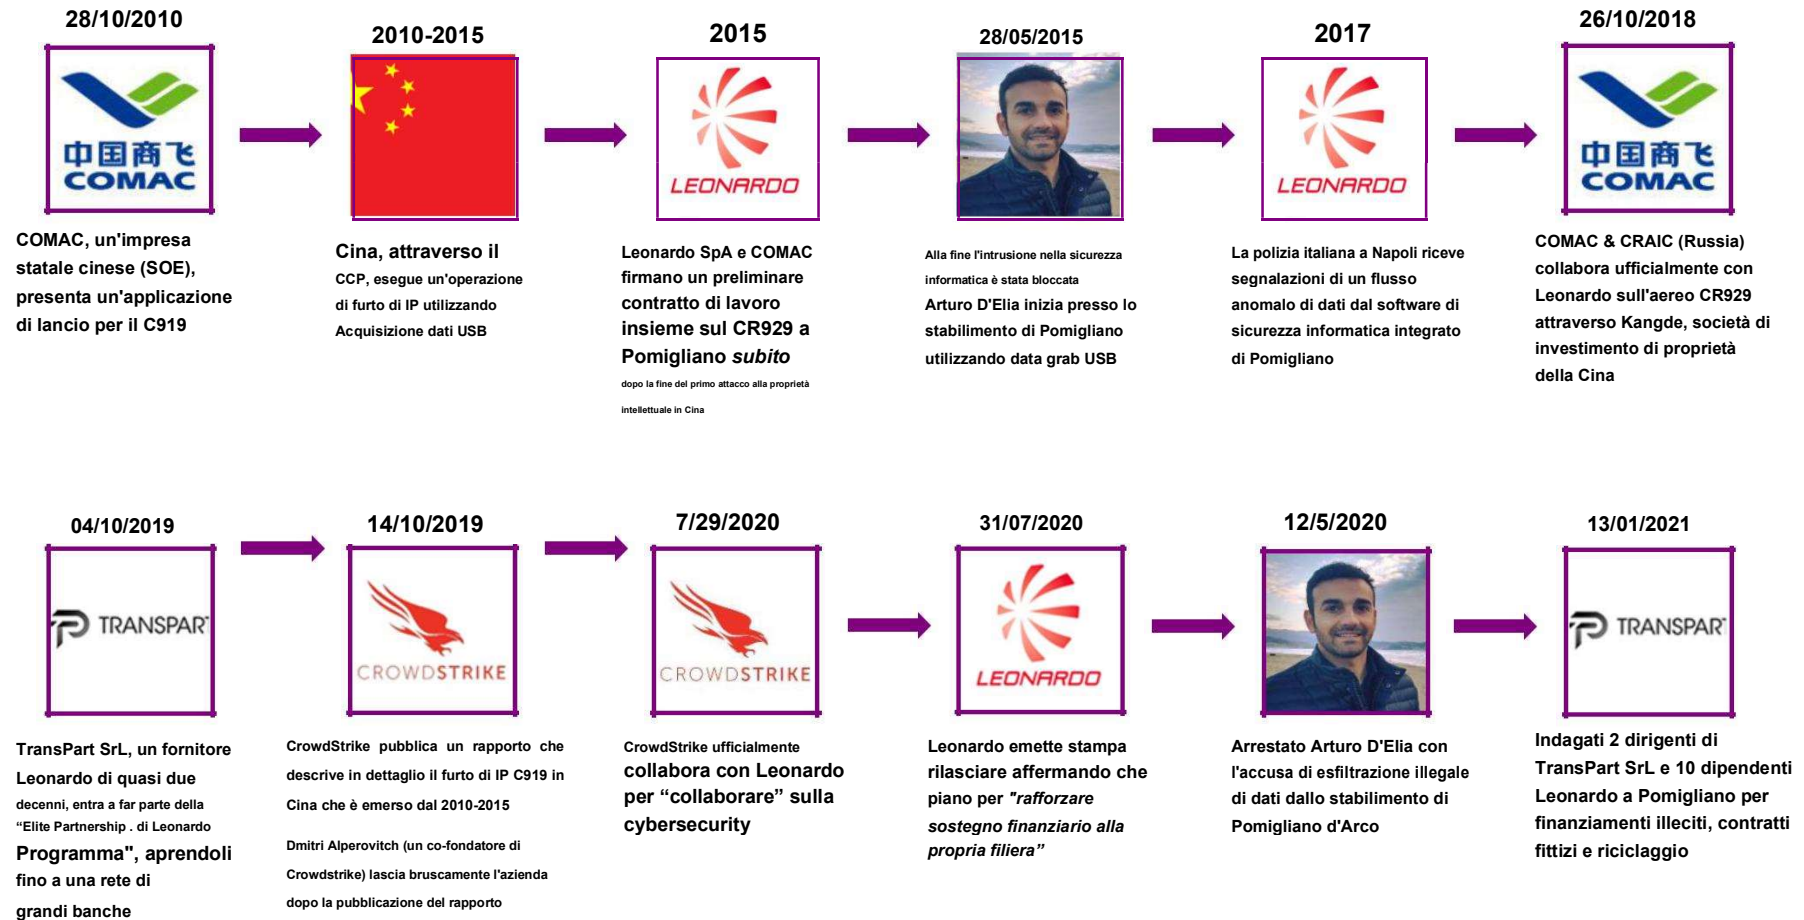 28/10/2010
中国商飞
COMAC
COMAC, un'impresa
statale cinese (SOE),
presenta un'applicazione
di lancio per il C919
2010-2015
Cina, attraverso il
CCP, esegue un'operazione
di furto di IP utilizzando
Acquisizione dati USB
2015
LEONARDO
Leonardo SpA e COMAC
firmano un preliminare
contratto di lavoro
insieme sul CR929 a
Pomigliano subito
dopo la fine del primo attacco alla proprietà
intellettuale in Cina
28/05/2015
Alla fine l'intrusione nella sicurezza
informatica è stata bloccata
Arturo D'Elia inizia presso lo
stabilimento di Pomigliano
utilizzando data grab USB
2017
LEONARDO
La polizia italiana a Napoli riceve
segnalazioni di un flusso
anomalo di dati dal software di
sicurezza informatica integrato
di Pomigliano
26/10/2018
中国商飞
COMAC
COMAC & CRAIC (Russia)
collabora ufficialmente con
Leonardo sull'aereo CR929
attraverso Kangde, società di
investimento di proprietà
della Cina
04/10/2019
TRANSPART
TransPart SrL, un fornitore
Leonardo di quasi due
decenni, entra a far parte della
“Elite Partnership . di Leonardo
Programma", aprendoli
fino a una rete di
grandi banche
14/10/2019
CROWDSTRIKE
CrowdStrike pubblica un rapporto che
descrive in dettaglio il furto di IP C919 in
Cina che è emerso dal 2010-2015
Dmitri Alperovitch (un co-fondatore di
Crowdstrike) lascia bruscamente l'azienda
dopo la pubblicazione del rapporto
7/29/2020
CROWDSTRIKE
CrowdStrike ufficialmente
collabora con Leonardo
per “collaborare” sulla
cybersecurity
31/07/2020
LEONARDO
Leonardo emette stampa
rilasciare affermando che
piano per "rafforzare
sostegno finanziario alla
propria filiera”
12/5/2020
Arrestato Arturo D'Elia con
l'accusa di esfiltrazione illegale
di dati dallo stabilimento di
Pomigliano d'Arco
13/01/2021
TRANSPART
Indagati 2 dirigenti di
TransPart SrL e 10 dipendenti
Leonardo a Pomigliano per
finanziamenti illeciti, contratti
fittizi e riciclaggio